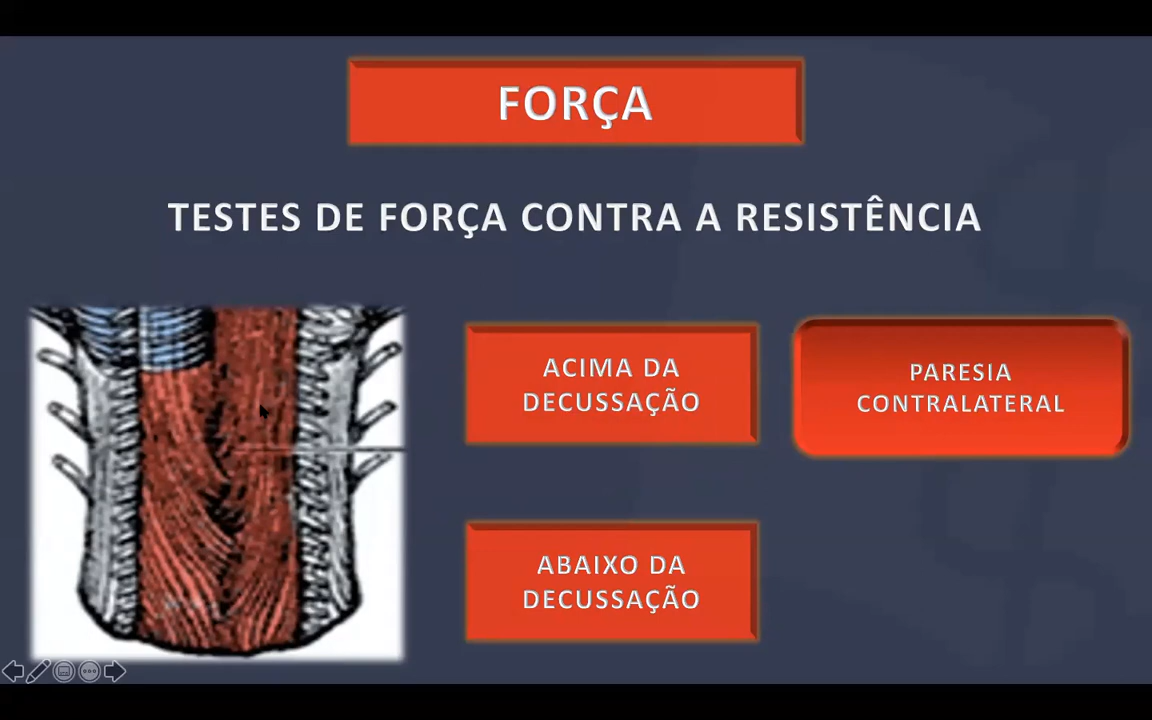 FORÇA
TESTES DE FORÇA CONTRA A RESISTÊNCIA
ACIMA DA
DECUSSAÇÃO
PARESIA
CONTRALATERAL
ABAIXO DA
DECUSSAÇÃO